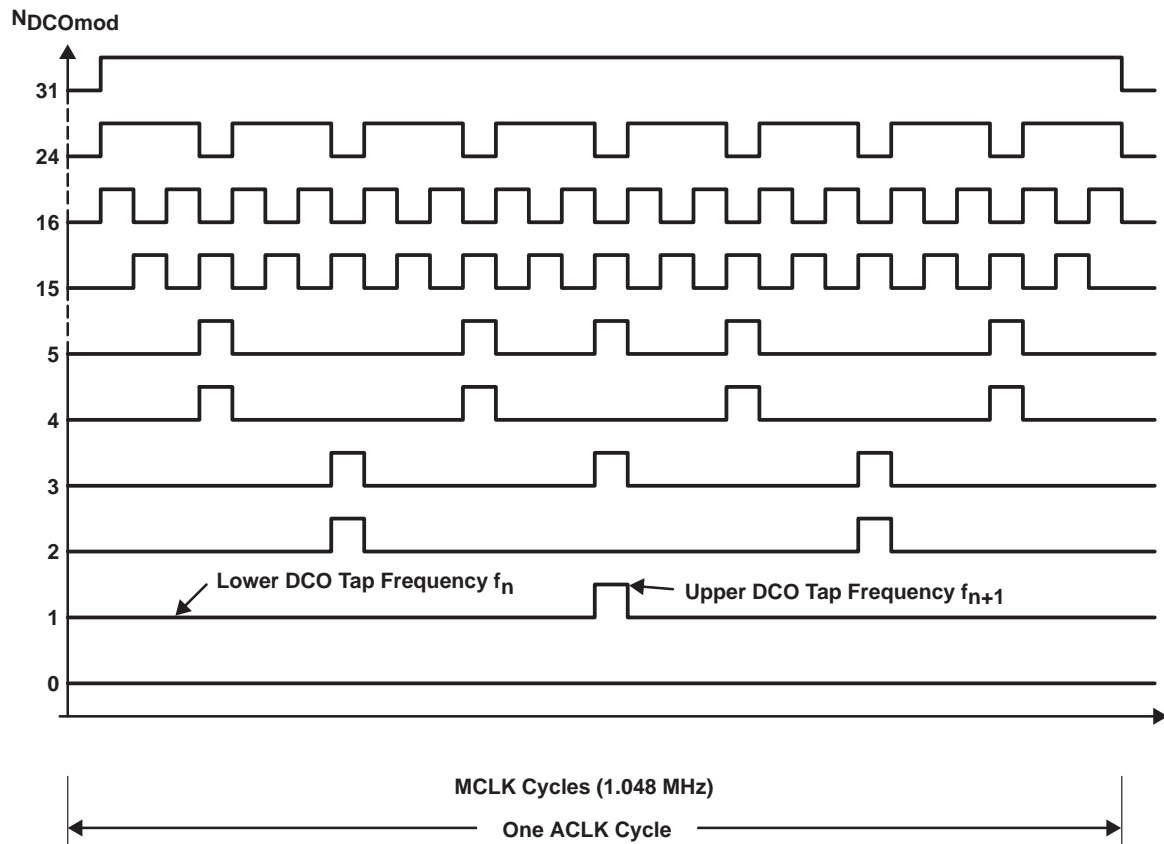 NDCOmod
31
24
16
15
5
4
3
2
Lower DCO Tap Frequency fn
Upper DCO Tap Frequency fn+1
1
0
MCLK Cycles (1.048 MHz)
One ACLK Cycle